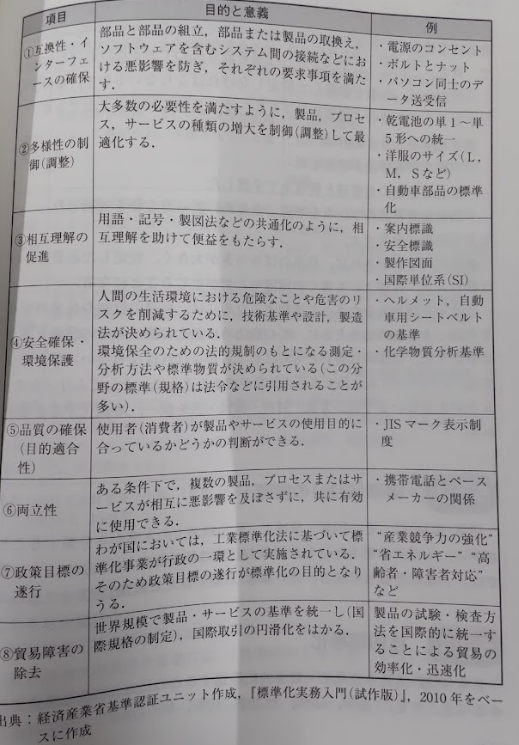 項目
目的と意義
例
①互換性・イ
ンターフェ
ースの確保
部品と部品の組立，部品または製品の取換え，
ソフトウェアを含むシステム間の接続などにお
ける悪影響を防ぎ，それぞれの要求事項を満た
す．
・電源のコンセント
・ボルトとナット
・パソコン同士のデ
ータ送受信
②多様性の制
御(調整)
大多数の必要性を満たすように，製品，プロセ
ス，サービスの種類の増大を制御(調整)して最
適化する．
・乾電池の単１～単
５形への統一
・洋服のサイズ(Ｌ，
Ｍ，Ｓなど)
・自動車部品の標準
化
③相互理解の
促進
用語・記号・製図法などの共通化のように，相
互理解を助けて便益をもたらす．
・案内標識
・安全標識
・製作図面
・国際単位系(SI)
④安全確保・
環境保護
人間の生活環境における危険なことや危害のリ
スクを削減するために，技術基準や設計，製造
法が決められている．
環境保全のための法的規制のもとになる測定・
分析方法や標準物質が決められている(この分
野の標準(規格)は法令などに引用されることが
多い)．
・ヘルメット，自動
車用シートベルト
の基準
・化学物質分析基準
⑤品質の確保
(目的適合
性)
使用者(消費者)が製品やサービスの使用目的に
合っているかどうかの判断ができる．
・JISマーク表示制
度
⑥両立性
ある条件下で，複数の製品，プロセスまたはサ
ービスが相互に悪影響を及ぼさずに，共に有効
に使用できる．
・携帯電話とペース
メーカーの関係
⑦政策目標の
遂行
わが国においては，工業標準化法に基づいて標
準化事業が行政の一環として実施されている．
そのため政策目標の遂行が標準化の目的となり
うる．
“産業競争力の強化”
“省エネルギー” “高
齢者・障害者対応”
など
⑧貿易障害の
除去
世界規模で製品・サービスの基準を統一し(国
際規格の制定)，国際取引の円滑化をはかる．
製品の試験・検査方
法を国際的に統一す
ることによる貿易の
効率化・迅速化
出典：経済産業省基準認証ユニット作成，『標準化実務入門(試作版)』，2010年をベー
スに作成